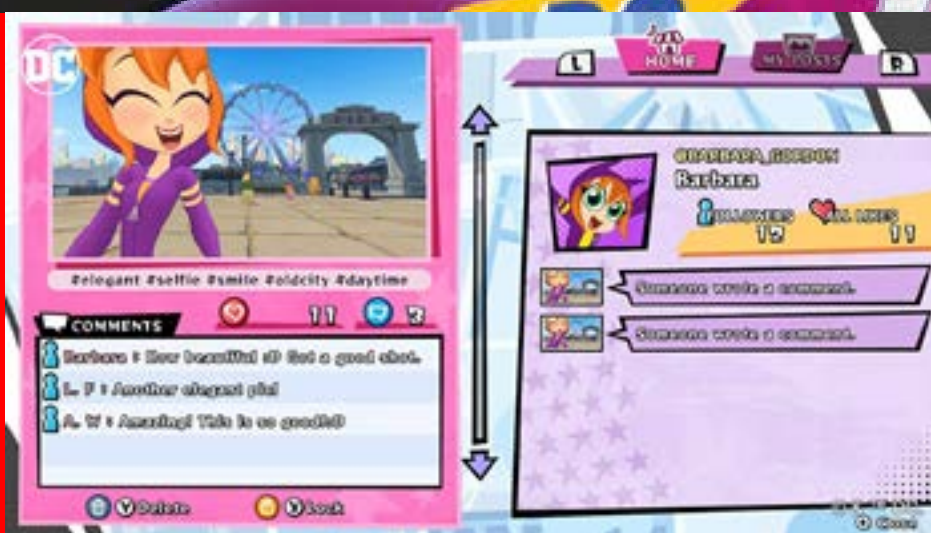 DC
L
HOME
MY POSTS
R
@BARBARA_GORDON
Barbara
FOLLOWERS
12
ALL LIKES
11
Someone wrote a comment.
Someone wrote a comment.
#elegant #selfie #smile #oldcity #daytime
COMMENTS
11
3
Barbara : How beautiful :D Got a good shot.
L. F : Another elegant pic!
A. W : Amazing! This is so good!:D
Y Delete
X Lock
+ Close